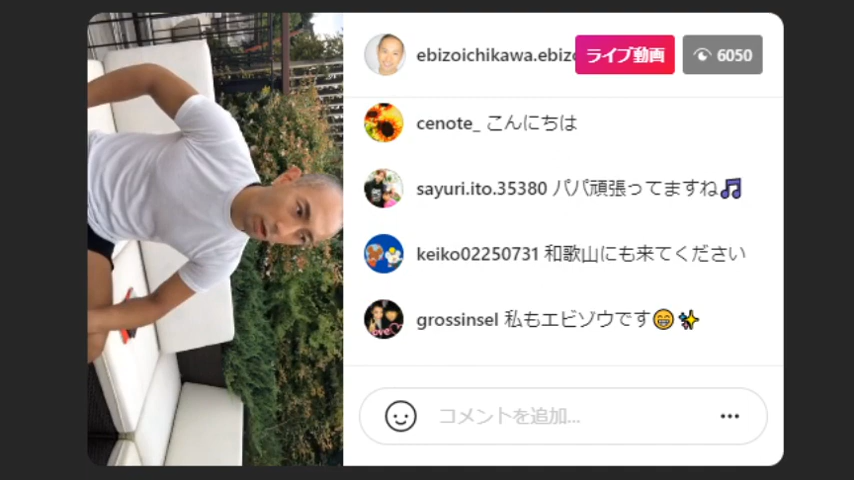 ebizoichikawa.ebizo ライブ動画 6050
cenote_ こんにちは
sayuri.ito.35380 パパ頑張ってますね🎵
keiko02250731 和歌山にも来てください
grossinsel 私もエビゾウです😁✨
コメントを追加...